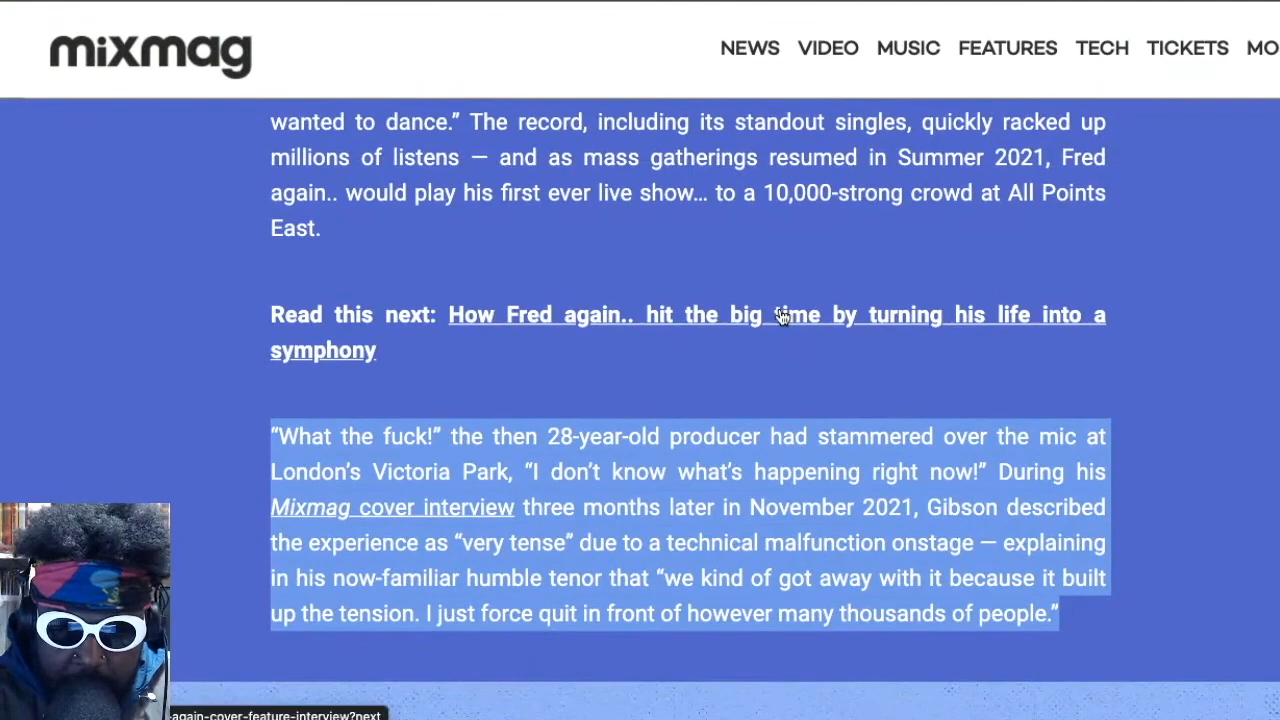 mixmag
NEWS VIDEO MUSIC FEATURES TECH TICKETS MO
wanted to dance.” The record, including its standout singles, quickly racked up
millions of listens — and as mass gatherings resumed in Summer 2021, Fred
again.. would play his first ever live show… to a 10,000-strong crowd at All Points
East.
Read this next: How Fred again.. hit the big time by turning his life into a
symphony
“What the fuck!” the then 28-year-old producer had stammered over the mic at
London’s Victoria Park, “I don’t know what’s happening right now!” During his
Mixmag cover interview three months later in November 2021, Gibson described
the experience as “very tense” due to a technical malfunction onstage — explaining
in his now-familiar humble tenor that “we kind of got away with it because it built
up the tension. I just force quit in front of however many thousands of people.”
again-cover-feature-interview?next